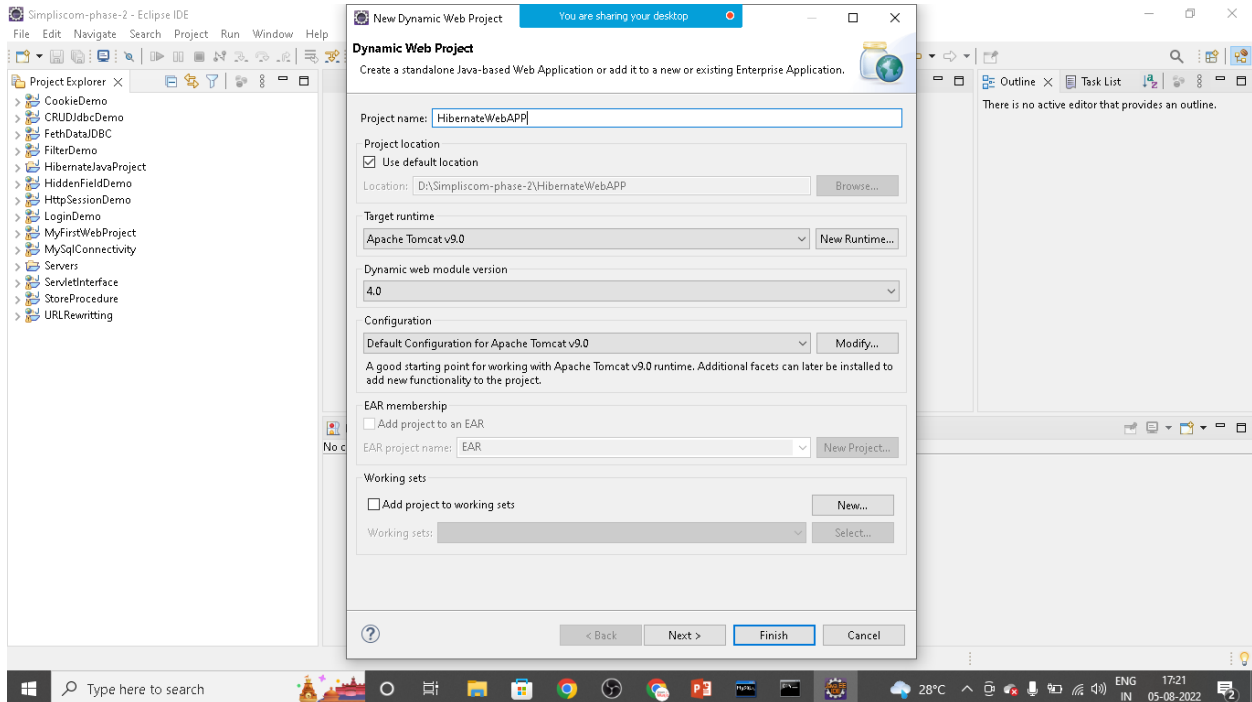 Simpliscom-phase-2 - Eclipse IDE
File Edit Navigate Search Project Run Window Help
Project Explorer
CookieDemo
CRUDJdbcDemo
FethDataJDBC
FilterDemo
HibernateJavaProject
HiddenFieldDemo
HttpSessionDemo
LoginDemo
MyFirstWebProject
MySqlConnectivity
Servers
ServletInterface
StoreProcedure
URLRewritting
New Dynamic Web Project
You are sharing your desktop
Dynamic Web Project
Create a standalone Java-based Web Application or add it to a new or existing Enterprise Application.
Project name: HibernateWebAPP
Project location
Use default location
Location: D:\Simpliscom-phase-2\HibernateWebAPP Browse...
Target runtime
Apache Tomcat v9.0 New Runtime...
Dynamic web module version
4.0
Configuration
Default Configuration for Apache Tomcat v9.0 Modify...
A good starting point for working with Apache Tomcat v9.0 runtime. Additional facets can later be installed to
add new functionality to the project.
EAR membership
Add project to an EAR
EAR project name: EAR New Project...
Working sets
Add project to working sets New...
Working sets: Select...
< Back Next > Finish Cancel
Outline Task List
There is no active editor that provides an outline.
No c
Type here to search
28°C
ENG
IN
17:21
05-08-2022